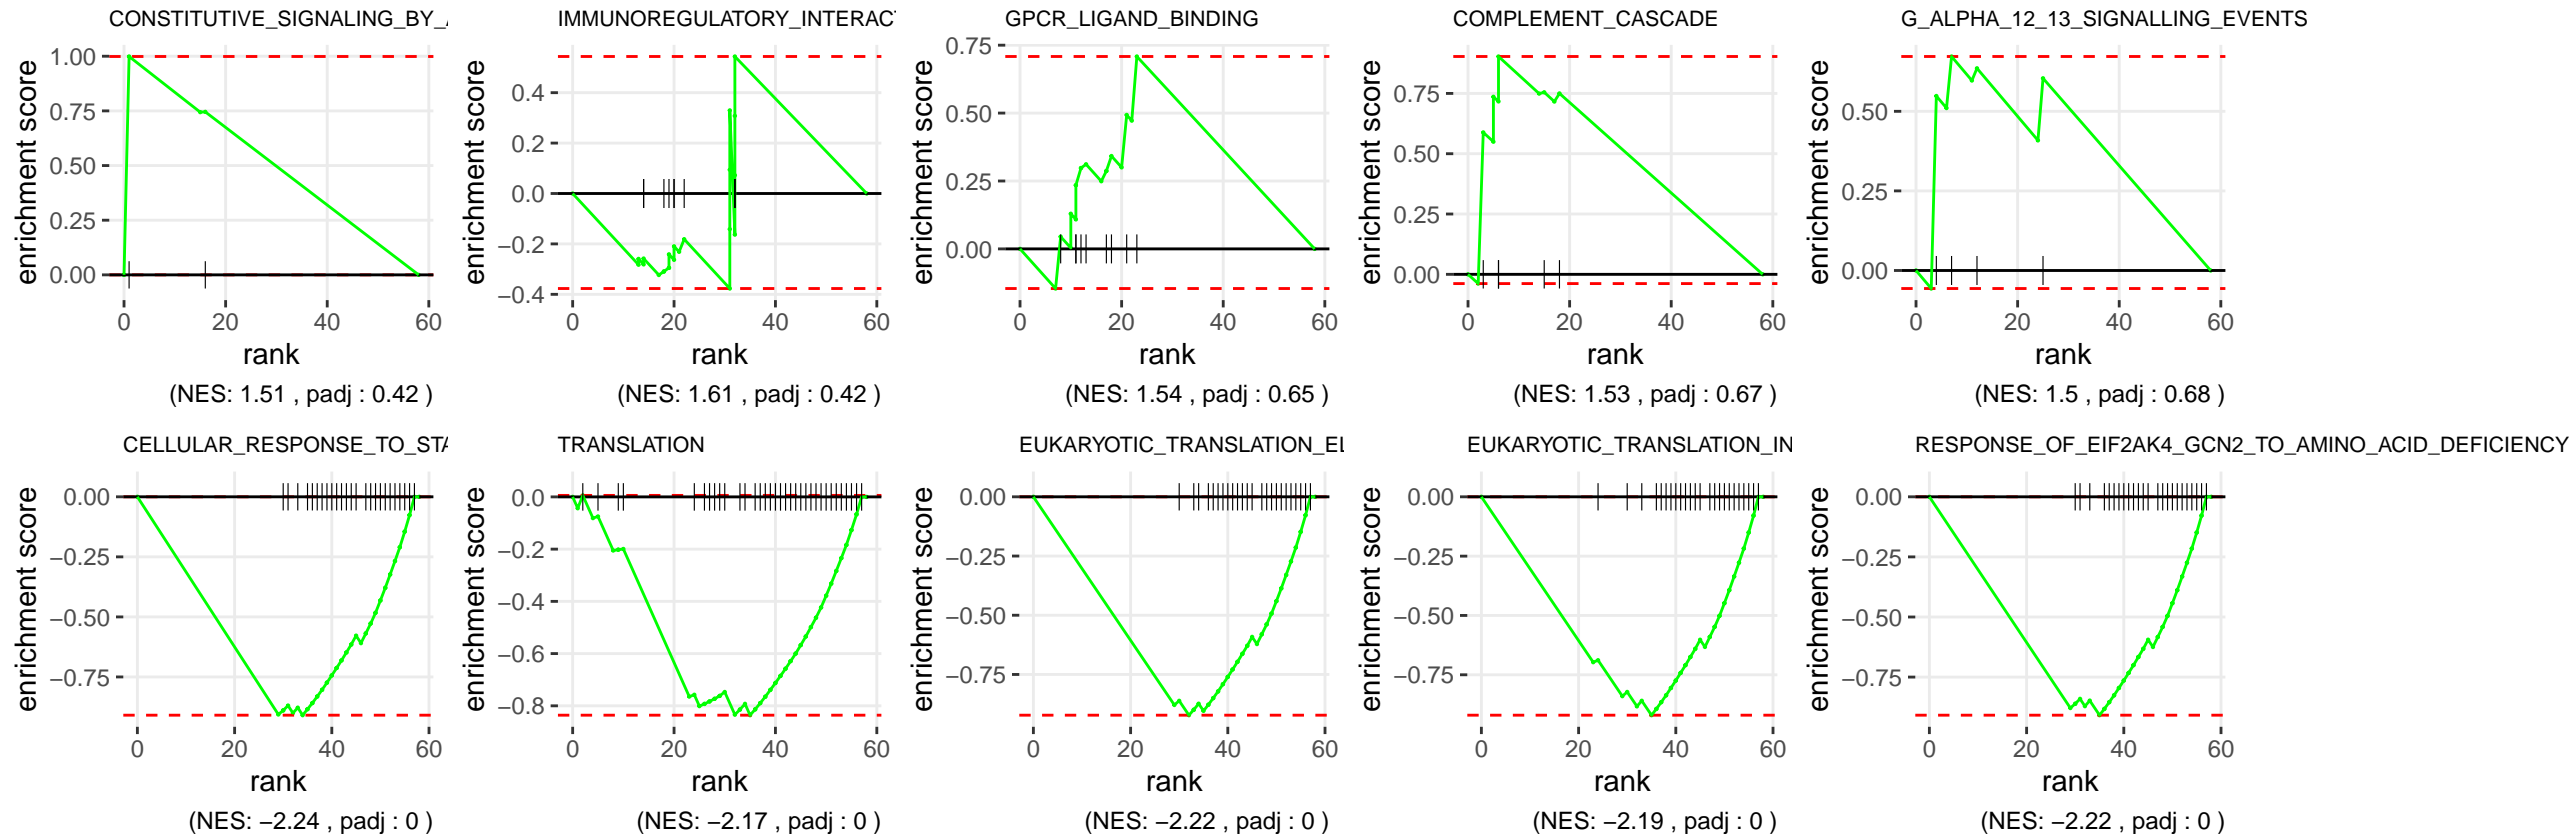 CONSTITUTIVE_SIGNALING_BY_
1.00
0.75
0.50
0.25
0.00
enrichment score
0 20 40 60
rank
(NES: 1.51 , padj : 0.42 )
IMMUNOREGULATORY_INTERAC
0.4
0.2
0.0
−0.2
−0.4
enrichment score
0 20 40 60
rank
(NES: 1.61 , padj : 0.42 )
GPCR_LIGAND_BINDING
0.75
0.50
0.25
0.00
enrichment score
0 20 40 60
rank
(NES: 1.54 , padj : 0.65 )
COMPLEMENT_CASCADE
0.75
0.50
0.25
0.00
enrichment score
0 20 40 60
rank
(NES: 1.53 , padj : 0.67 )
G_ALPHA_12_13_SIGNALLING_EVENTS
0.50
0.25
0.00
enrichment score
0 20 40 60
rank
(NES: 1.5 , padj : 0.68 )
CELLULAR_RESPONSE_TO_STA
0.00
−0.25
−0.50
−0.75
enrichment score
0 20 40 60
rank
(NES: −2.24 , padj : 0 )
TRANSLATION
0.0
−0.2
−0.4
−0.6
−0.8
enrichment score
0 20 40 60
rank
(NES: −2.17 , padj : 0 )
EUKARYOTIC_TRANSLATION_EL
0.00
−0.25
−0.50
−0.75
enrichment score
0 20 40 60
rank
(NES: −2.22 , padj : 0 )
EUKARYOTIC_TRANSLATION_IN
0.00
−0.25
−0.50
−0.75
enrichment score
0 20 40 60
rank
(NES: −2.19 , padj : 0 )
RESPONSE_OF_EIF2AK4_GCN2_TO_AMINO_ACID_DEFICIENCY
0.00
−0.25
−0.50
−0.75
enrichment score
0 20 40 60
rank
(NES: −2.22 , padj : 0 )